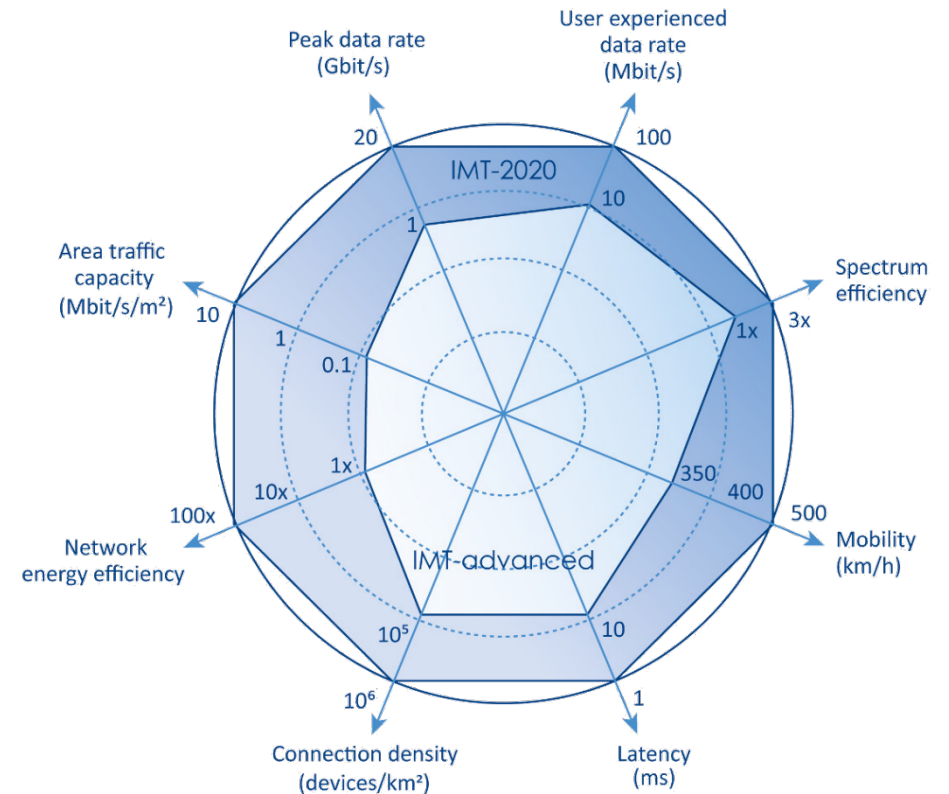 Peak data rate
(Gbit/s)
User experienced
data rate
(Mbit/s)
20
100
IMT-2020
1
10
Area traffic
capacity
(Mbit/s/m²)
Spectrum
efficiency
10
1
0.1
1x
3x
1x
10x
100x
350
400
500
Network
energy efficiency
Mobility
(km/h)
IMT-advanced
10⁵
10
10⁶
1
Connection density
(devices/km²)
Latency
(ms)